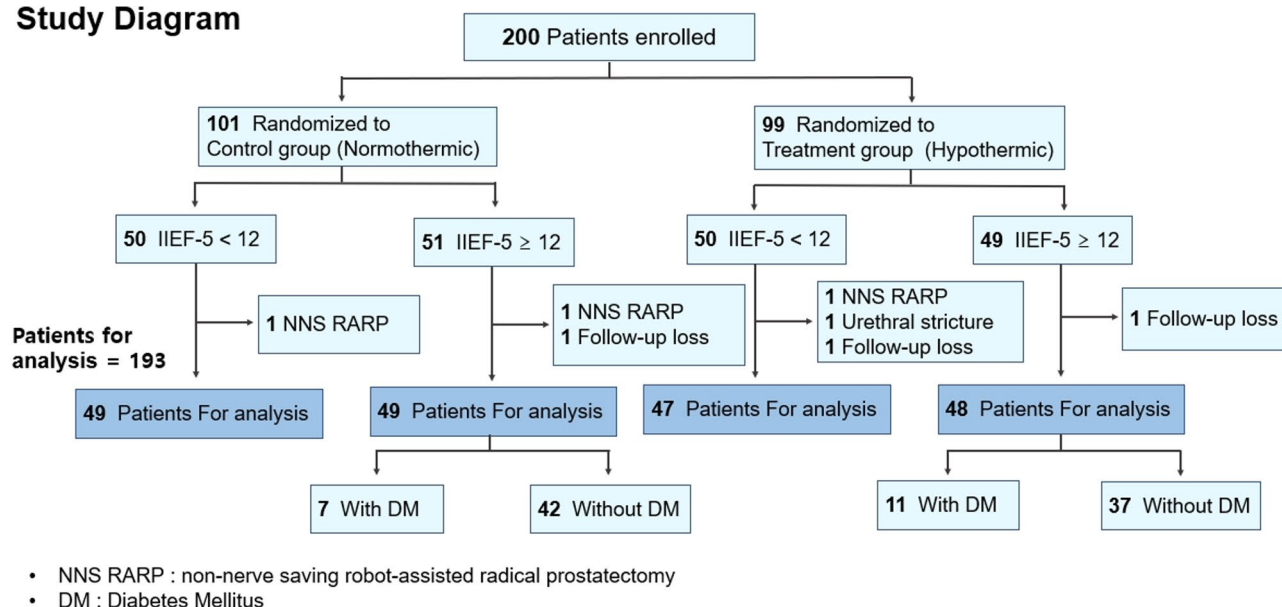 Study Diagram
200 Patients enrolled
101 Randomized to
Control group (Normothermic)
99 Randomized to
Treatment group (Hypothermic)
50 IIEF-5 < 12
51 IIEF-5 ≥ 12
50 IIEF-5 < 12
49 IIEF-5 ≥ 12
1 NNS RARP
1 NNS RARP
1 Follow-up loss
1 NNS RARP
1 Urethral stricture
1 Follow-up loss
1 Follow-up loss
Patients for
analysis = 193
49 Patients For analysis
49 Patients For analysis
47 Patients For analysis
48 Patients For analysis
7 With DM
42 Without DM
11 With DM
37 Without DM
• NNS RARP : non-nerve saving robot-assisted radical prostatectomy
• DM : Diabetes Mellitus